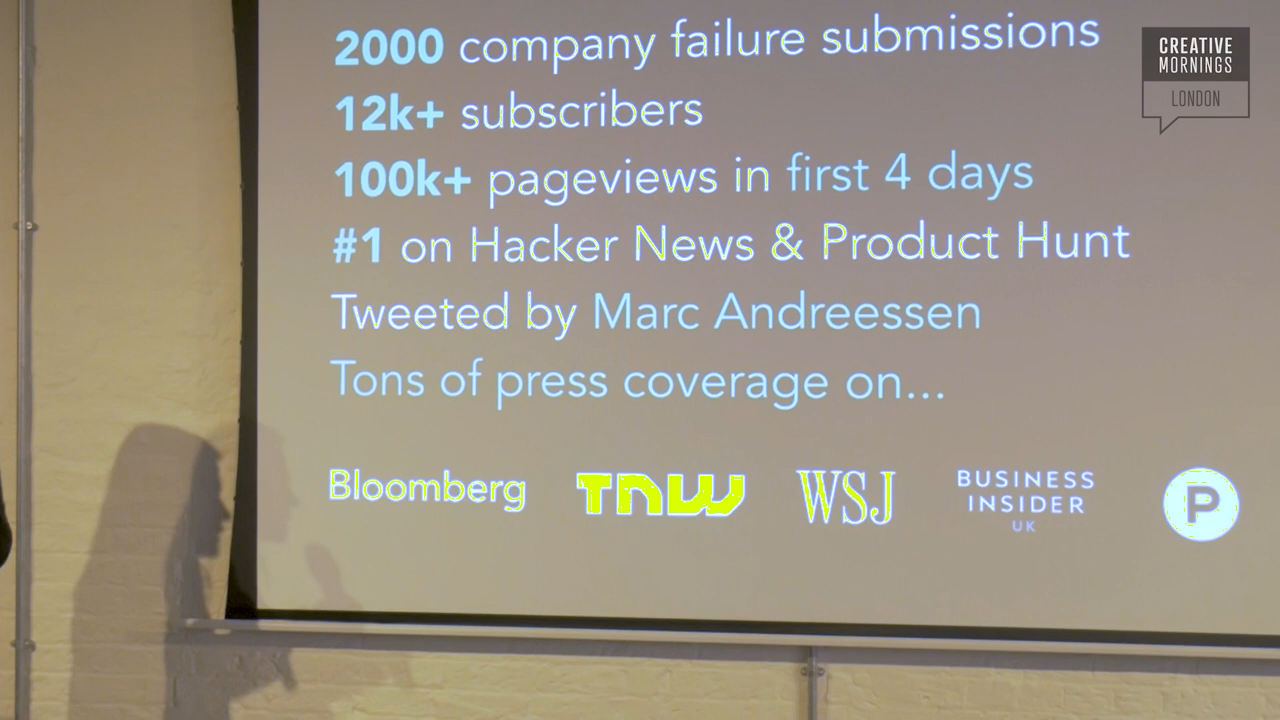 2000 company failure submissions
12k+ subscribers
100k+ pageviews in first 4 days
#1 on Hacker News & Product Hunt
Tweeted by Marc Andreessen
Tons of press coverage on...
Bloomberg TNW WSJ BUSINESS INSIDER UK P
CREATIVE
MORNINGS
LONDON